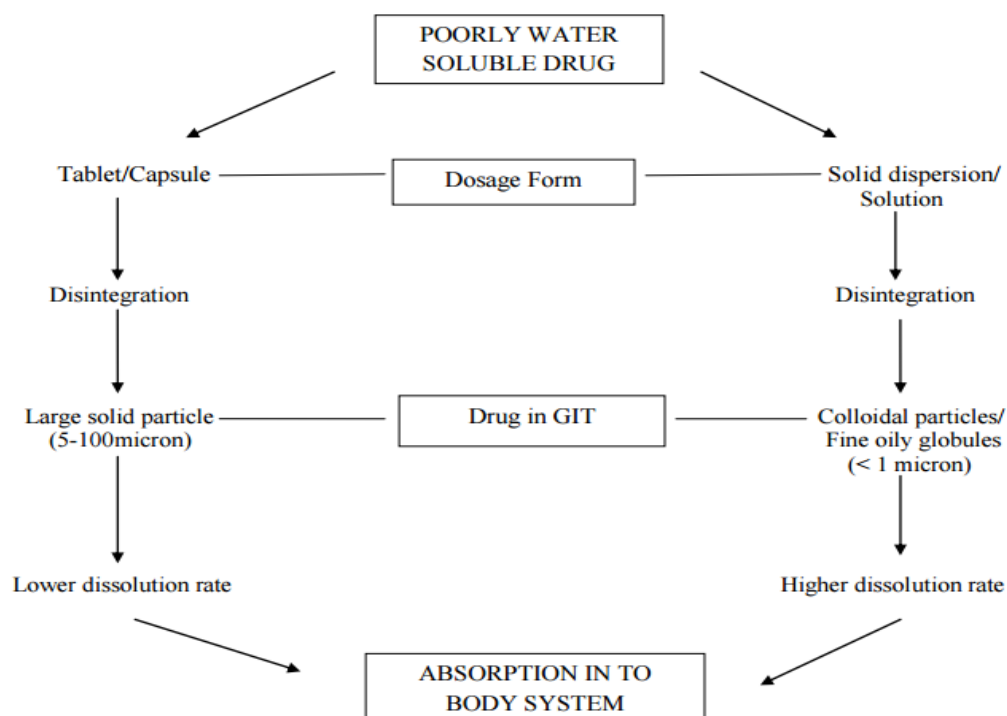 POORLY WATER
SOLUBLE DRUG
Tablet/Capsule
Dosage Form
Solid dispersion/
Solution
Disintegration
Disintegration
Large solid particle
(5-100micron)
Drug in GIT
Colloidal particles/
Fine oily globules
(< 1 micron)
Lower dissolution rate
Higher dissolution rate
ABSORPTION IN TO
BODY SYSTEM